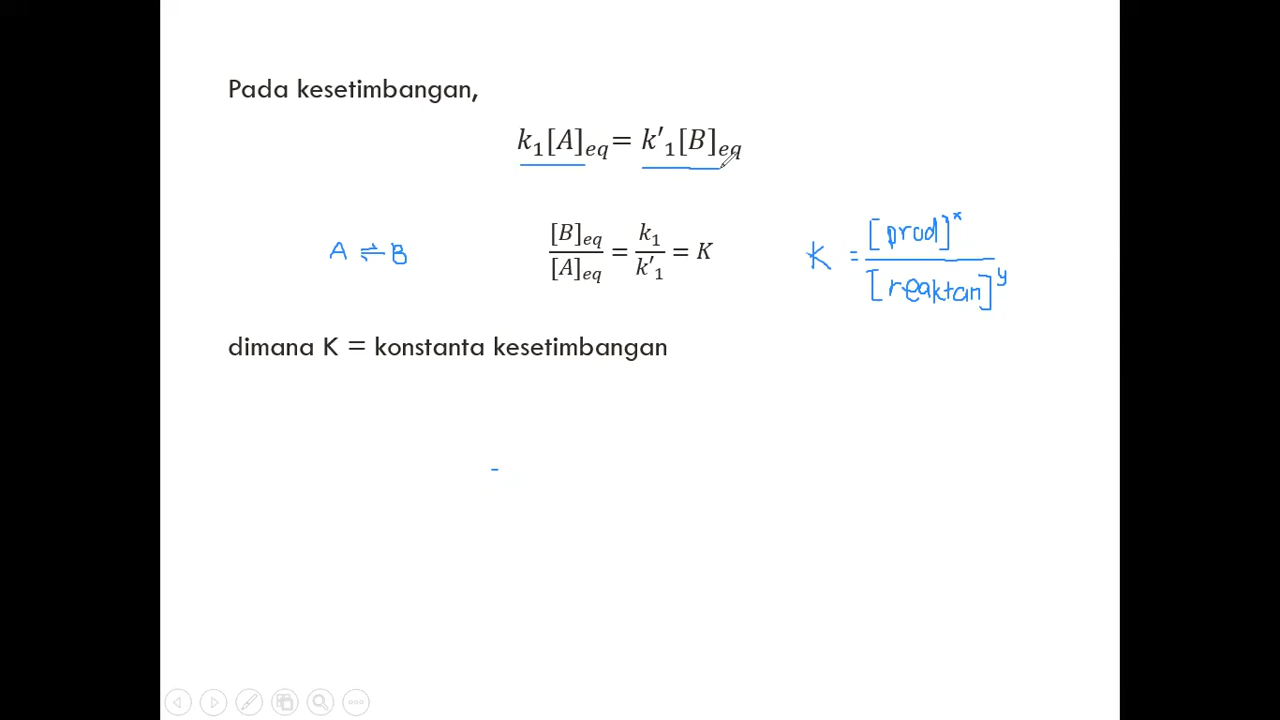 Pada kesetimbangan,
k₁[A]eq = k′₁[B]eq
A ⇌ B
[B]eq / [A]eq = k₁ / k′₁ = K
K = [prod]ˣ / [reaktan]ʸ
dimana K = konstanta kesetimbangan